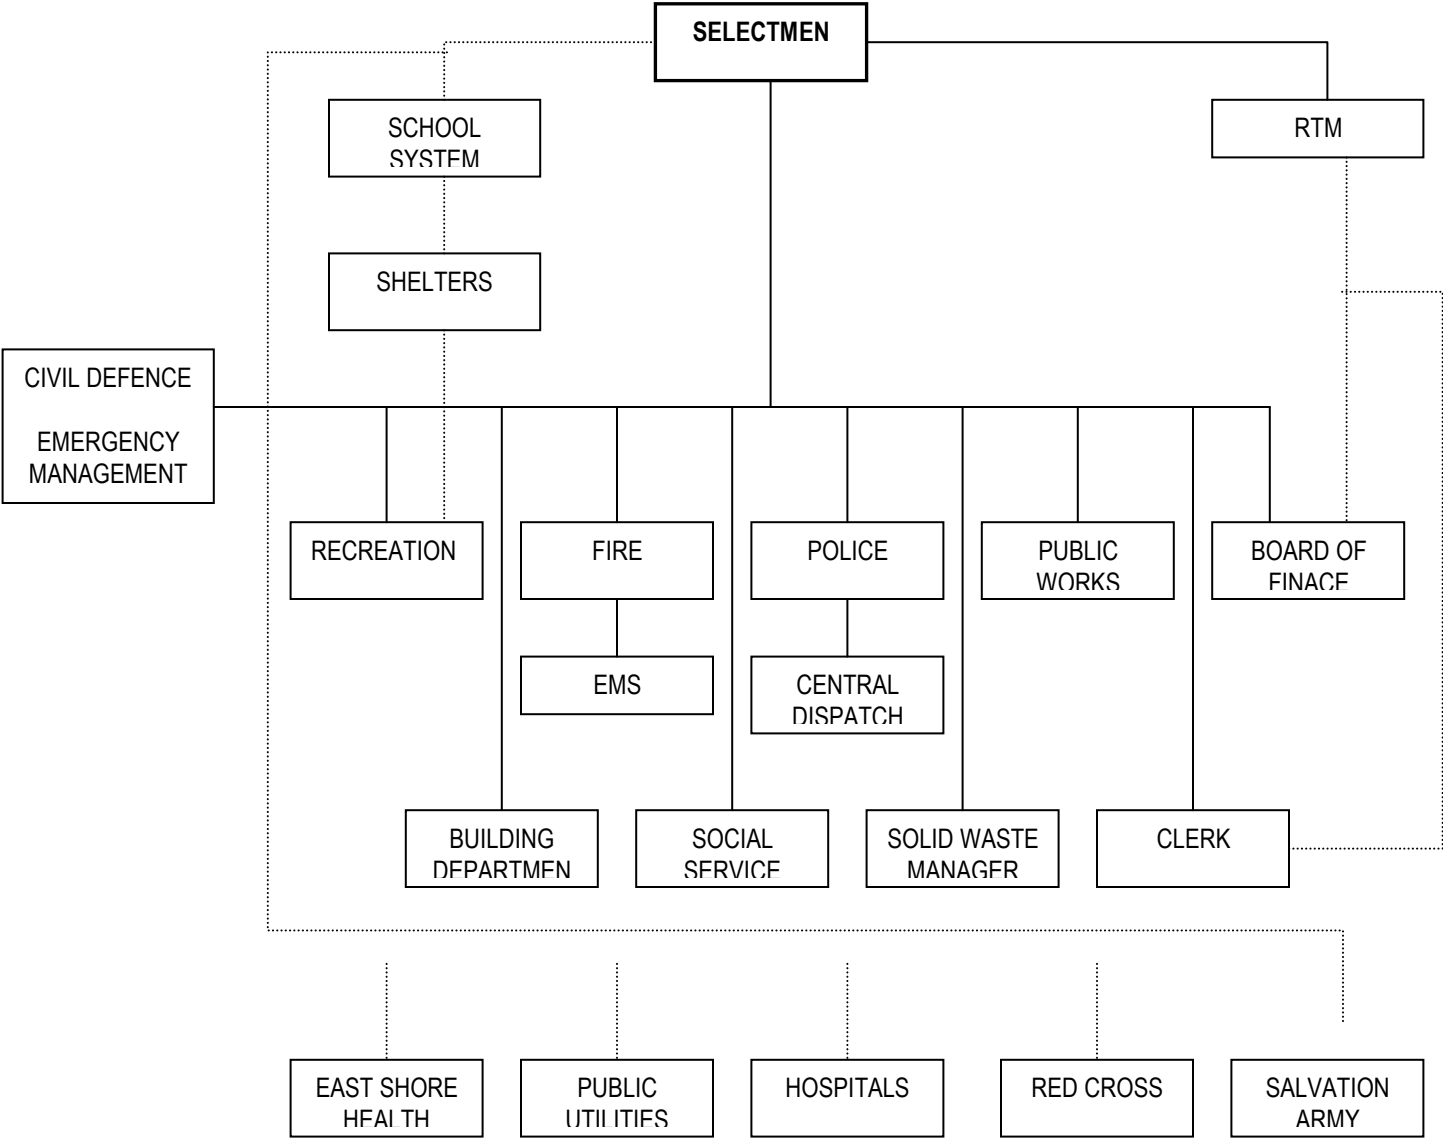 SELECTMEN
SCHOOL
SYSTEM
RTM
SHELTERS
CIVIL DEFENCE
EMERGENCY
MANAGEMENT
RECREATION
FIRE
POLICE
PUBLIC
WORKS
BOARD OF
FINACE
EMS
CENTRAL
DISPATCH
BUILDING
DEPARTMEN
SOCIAL
SERVICE
SOLID WASTE
MANAGER
CLERK
EAST SHORE
HEALTH
PUBLIC
UTILITIES
HOSPITALS
RED CROSS
SALVATION
ARMY